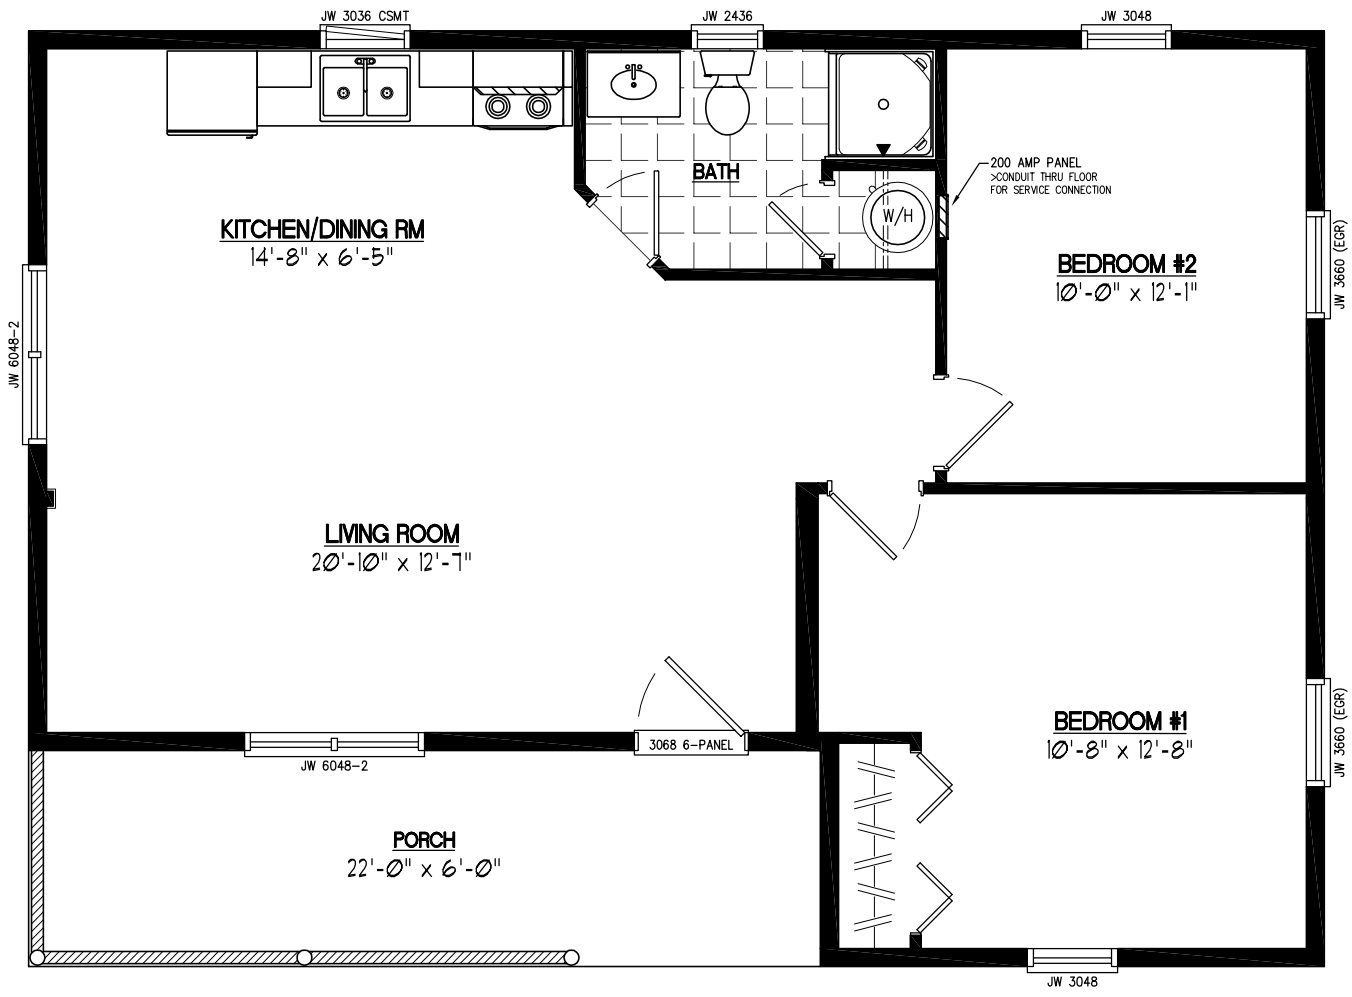 JW 3036 CSMT
JW 2436
JW 3048
BATH
200 AMP PANEL
>CONDUIT THRU FLOOR
FOR SERVICE CONNECTION
W/H
KITCHEN/DINING RM
14'-8" x 6'-5"
BEDROOM #2
10'-0" x 12'-1"
JW 3660 (EGR)
JW 6048-2
LIVING ROOM
20'-10" x 12'-7"
BEDROOM #1
10'-8" x 12'-8"
JW 3660 (EGR)
3068 6-PANEL
JW 6048-2
PORCH
22'-0" x 6'-0"
JW 3048